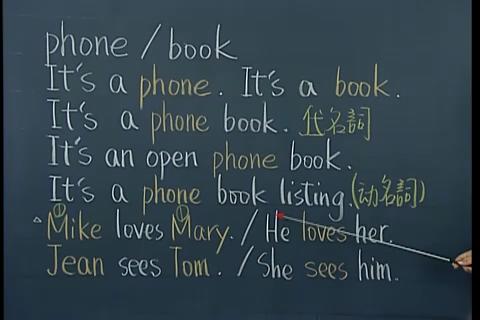 phone / book
It's a phone. It's a book.
It's a phone book. 代名詞
It's an open phone book.
It's a phone book listing. (动名詞)
Mike loves Mary. / He loves her.
Jean sees Tom. / She sees him.